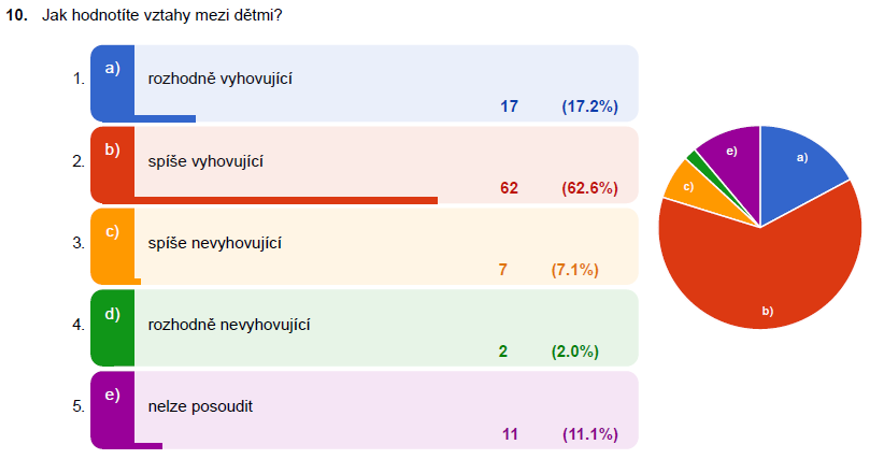 10. Jak hodnotíte vztahy mezi dětmi?
1. a) rozhodně vyhovující
17 (17.2%)
2. b) spíše vyhovující
62 (62.6%)
3. c) spíše nevyhovující
7 (7.1%)
4. d) rozhodně nevyhovující
2 (2.0%)
5. e) nelze posoudit
11 (11.1%)
e) a)
c)
b)